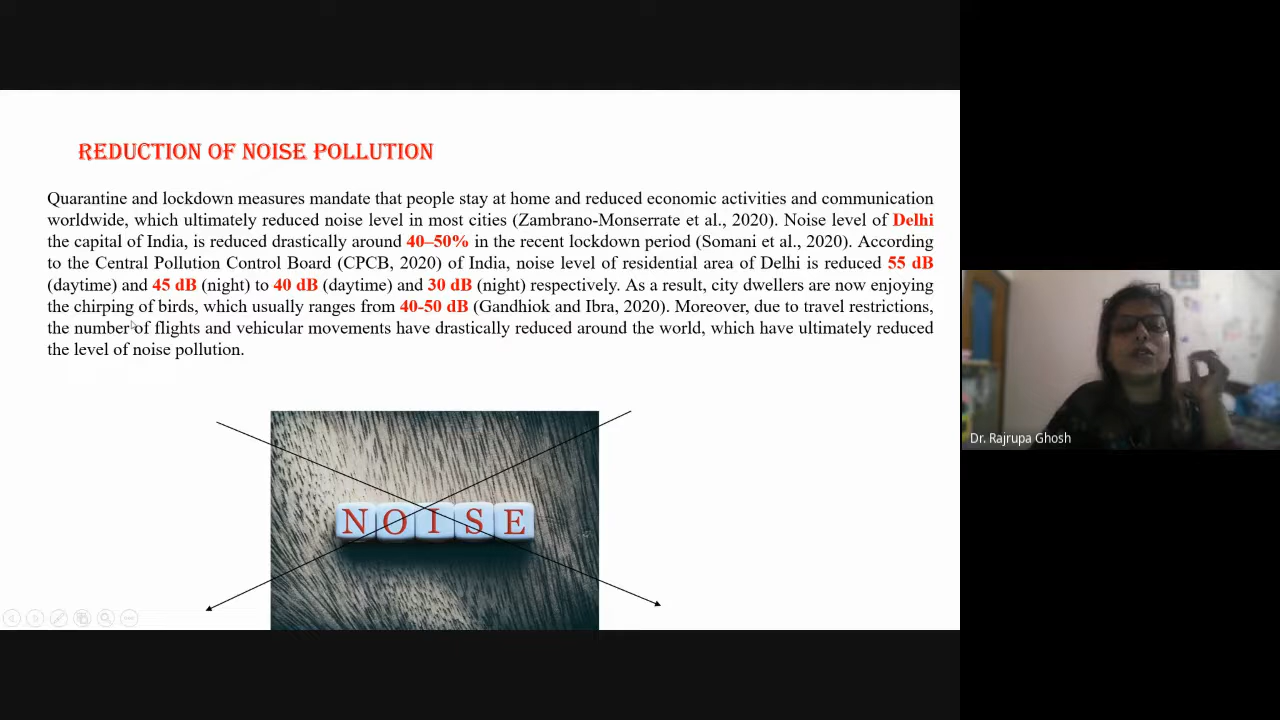 REDUCTION OF NOISE POLLUTION
Quarantine and lockdown measures mandate that people stay at home and reduced economic activities and communication
worldwide, which ultimately reduced noise level in most cities (Zambrano-Monserrate et al., 2020). Noise level of Delhi
the capital of India, is reduced drastically around 40–50% in the recent lockdown period (Somani et al., 2020). According
to the Central Pollution Control Board (CPCB, 2020) of India, noise level of residential area of Delhi is reduced 55 dB
(daytime) and 45 dB (night) to 40 dB (daytime) and 30 dB (night) respectively. As a result, city dwellers are now enjoying
the chirping of birds, which usually ranges from 40-50 dB (Gandhiok and Ibra, 2020). Moreover, due to travel restrictions,
the number of flights and vehicular movements have drastically reduced around the world, which have ultimately reduced
the level of noise pollution.
NOISE
Dr. Rajrupa Ghosh